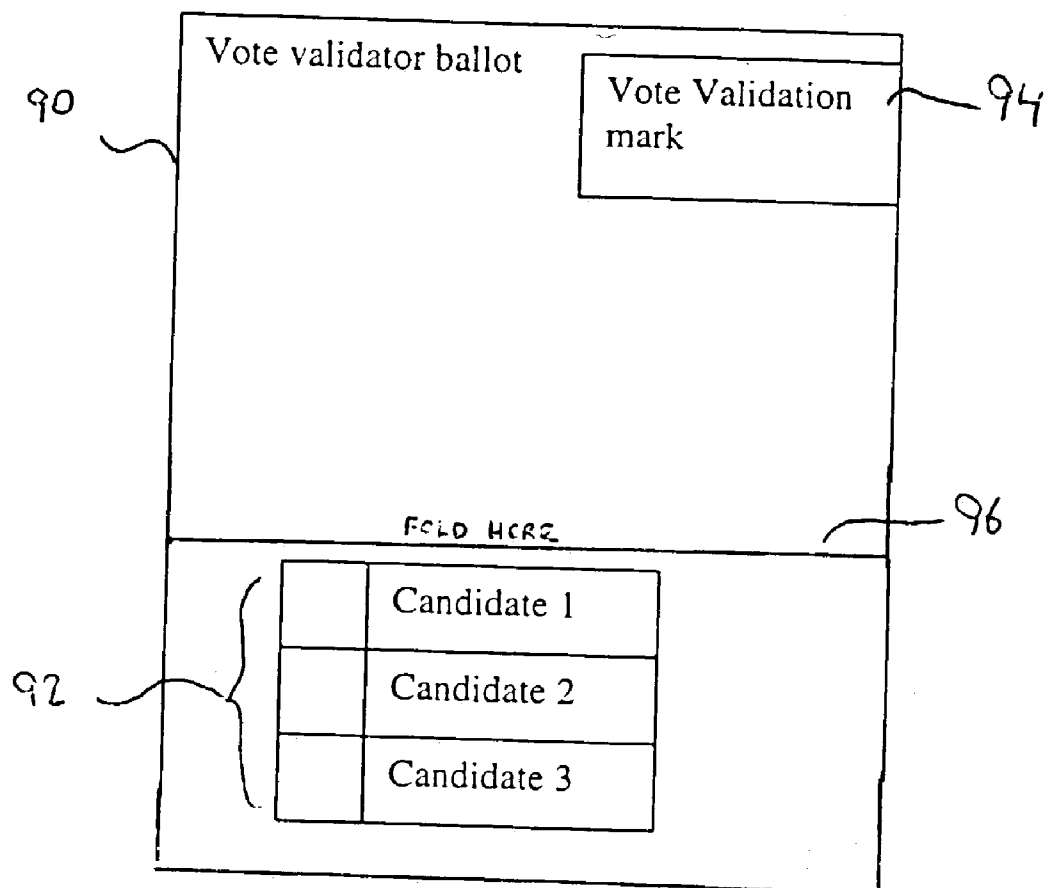 Vote validator ballot
Vote Validation
mark
94
90
FOLD HERE
96
Candidate 1
Candidate 2
92
Candidate 3